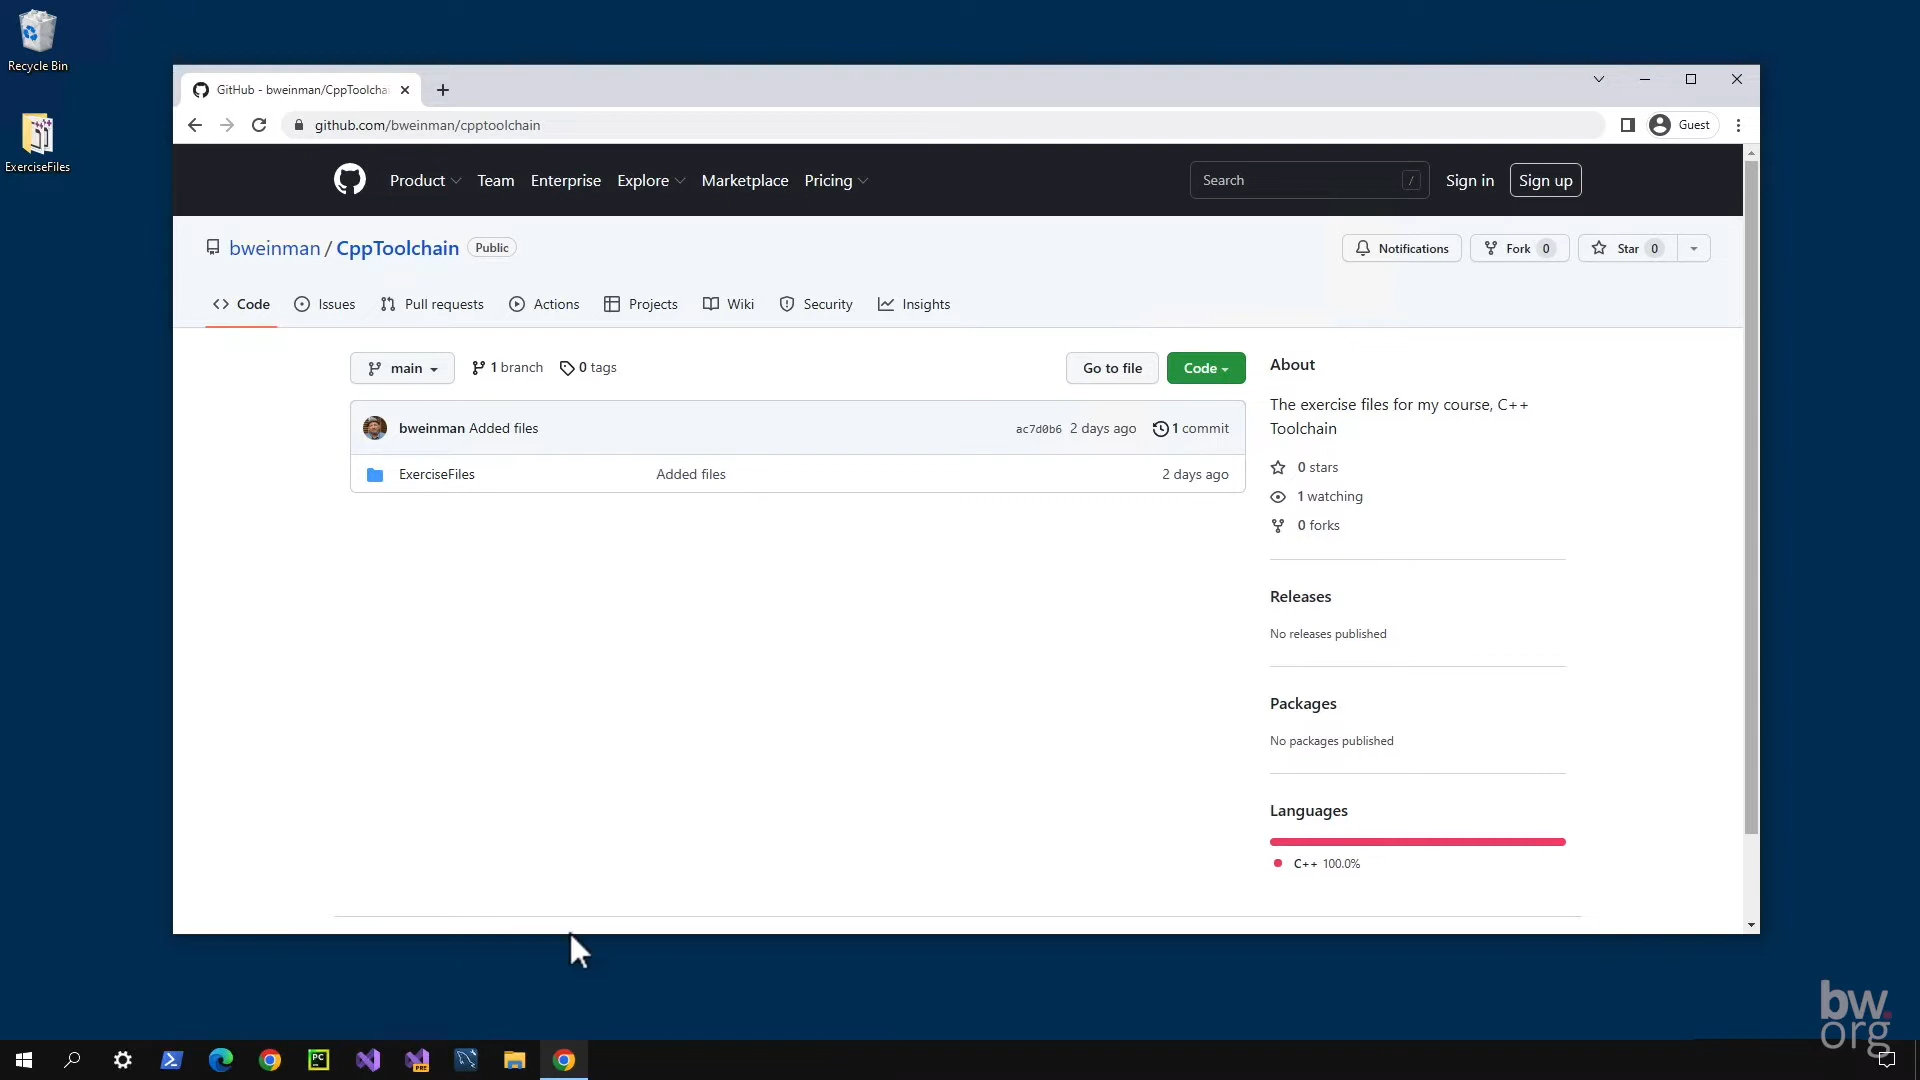 Recycle Bin
ExerciseFiles
GitHub - bweinman/CppToolcha
github.com/bweinman/cpptoolchain
Guest
Product Team Enterprise Explore Marketplace Pricing
Search /
Sign in Sign up
bweinman / CppToolchain Public
Notifications Fork 0 Star 0
<> Code Issues Pull requests Actions Projects Wiki Security Insights
main 1 branch 0 tags
Go to file Code
bweinman Added files ac7d0b6 2 days ago 1 commit
ExerciseFiles Added files 2 days ago
About
The exercise files for my course, C++
Toolchain
0 stars
1 watching
0 forks
Releases
No releases published
Packages
No packages published
Languages
C++ 100.0%
bw.
org
PC
PRE